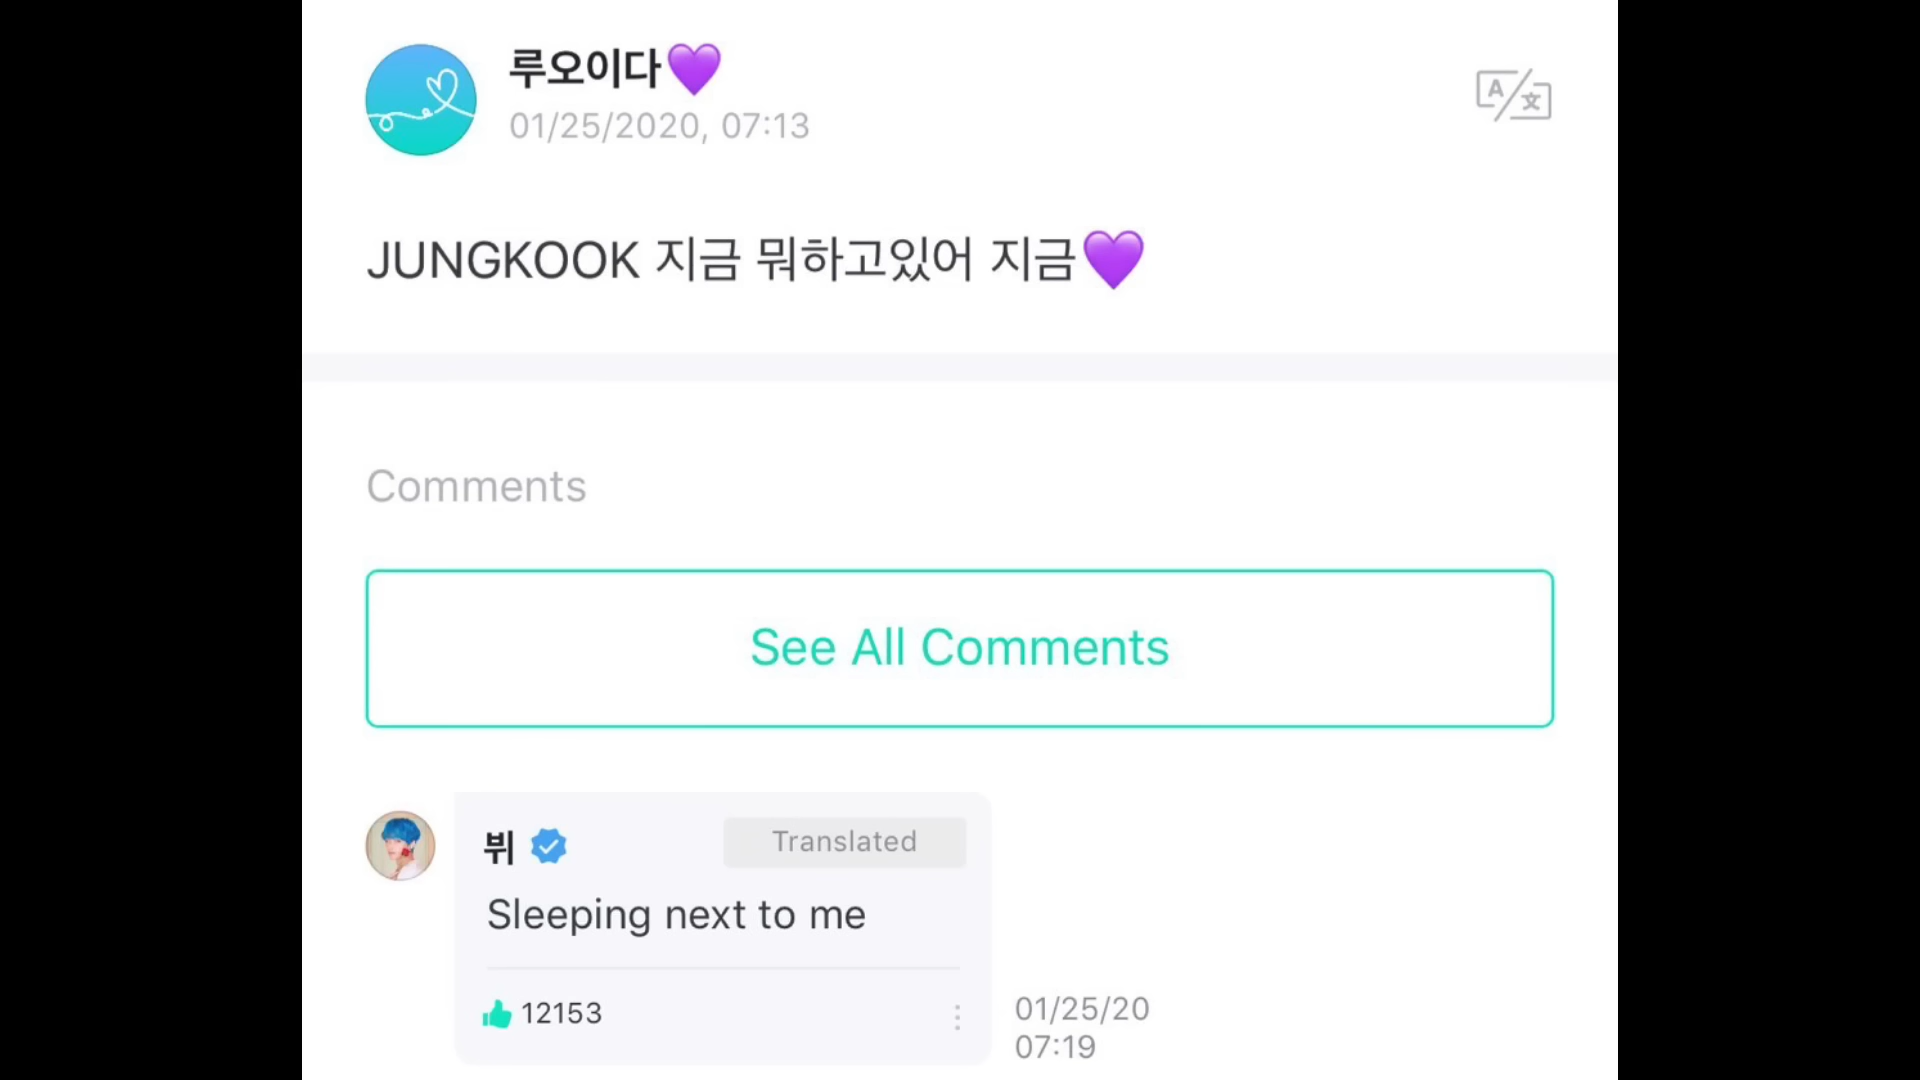 루오이다💜
01/25/2020, 07:13
A/文
JUNGKOOK 지금 뭐하고있어 지금💜
Comments
See All Comments
뷔
Translated
Sleeping next to me
12153
01/25/20
07:19